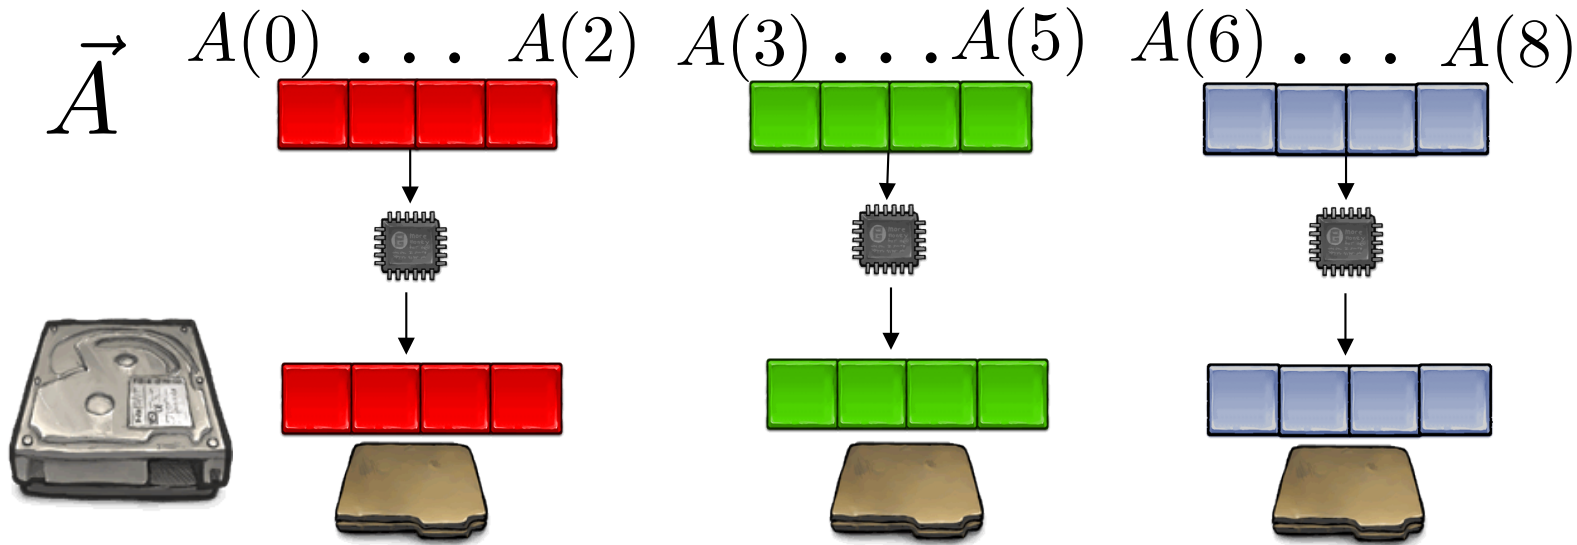 A⃗ A(0) ... A(2) A(3) ... A(5) A(6) ... A(8)